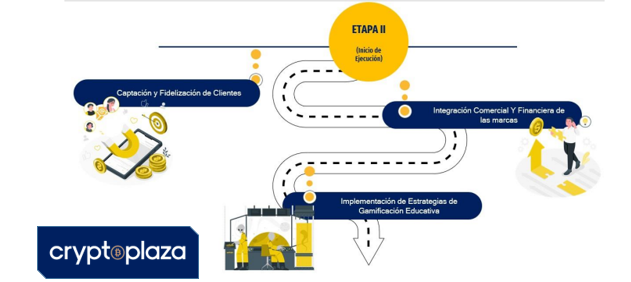 ETAPA II
(Inicio de
Ejecución)
Captación y Fidelización de Clientes
Integración Comercial Y Financiera de
las marcas
Implementación de Estrategias de
Gamificación Educativa
cryptoplaza